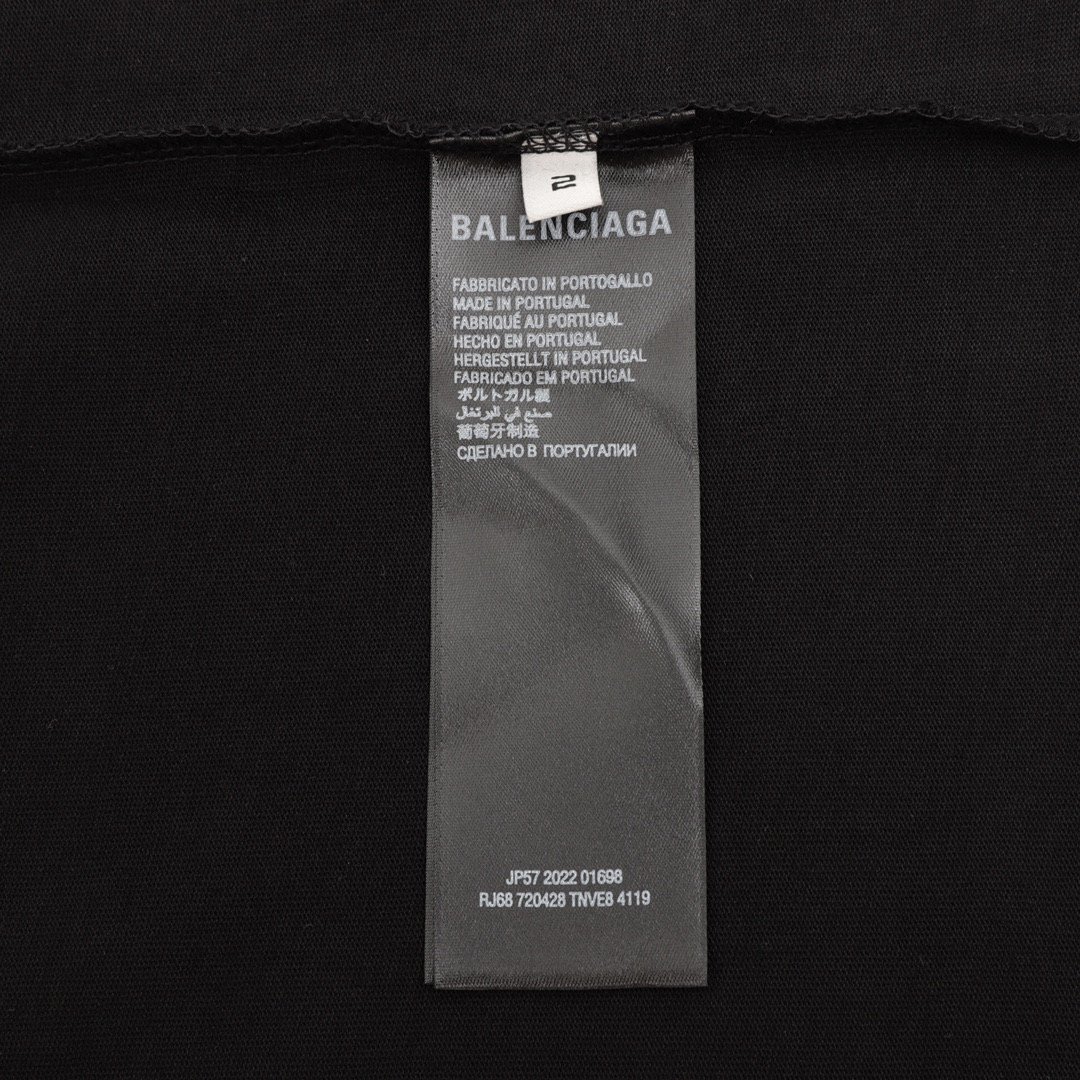 2
BALENCIAGA
FABBRICATO IN PORTOGALLO
MADE IN PORTUGAL
FABRIQUÉ AU PORTUGAL
HECHO EN PORTUGAL
HERGESTELLT IN PORTUGAL
FABRICADO EM PORTUGAL
ポルトガル製
صنع في البرتغال
葡萄牙制造
СДЕЛАНО В ПОРТУГАЛИИ
JP57 2022 01698
RJ68 720428 TNVE8 4119